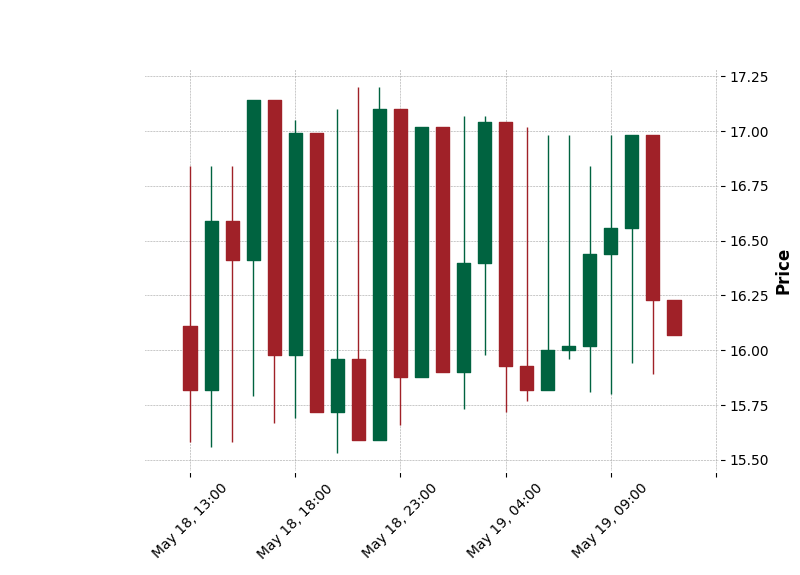 17.25
17.00
16.75
16.50
16.25
16.00
15.75
15.50
Price
May 18, 13:00
May 18, 18:00
May 18, 23:00
May 19, 04:00
May 19, 09:00